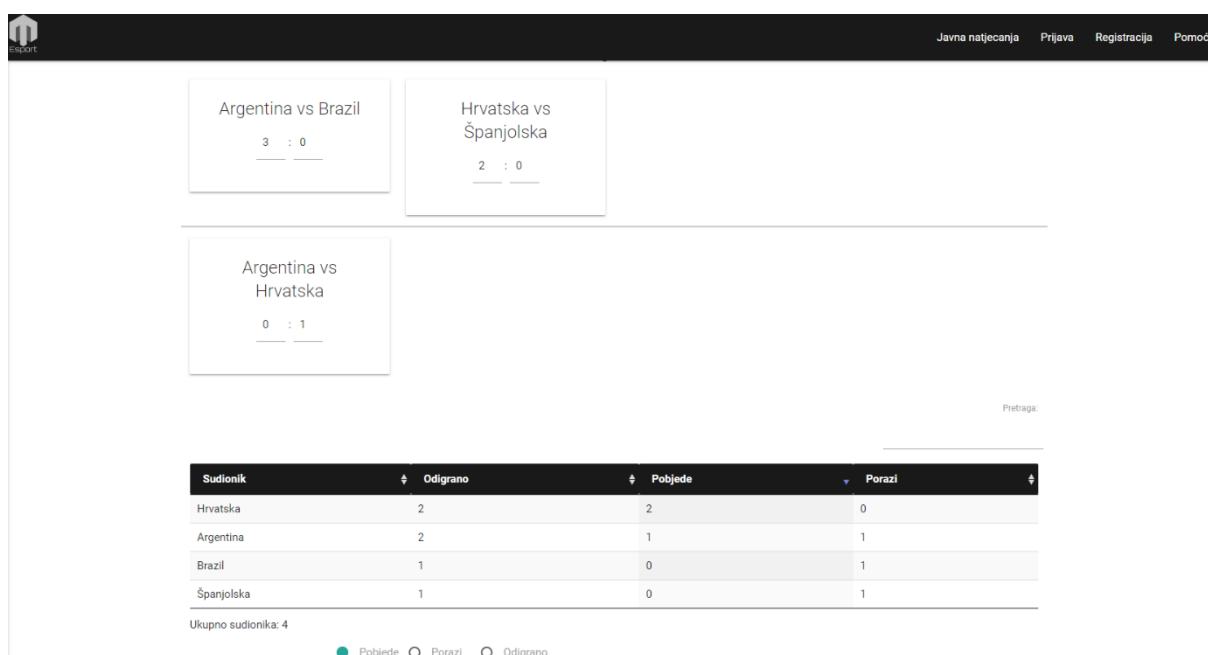 Esport
Javna natjecanja Prijava Registracija Pomoć
Argentina vs Brazil
3 : 0
Hrvatska vs
Španjolska
2 : 0
Argentina vs
Hrvatska
0 : 1
Pretraga:
Sudionik Odigrano Pobjede Porazi
Hrvatska 2 2 0
Argentina 2 1 1
Brazil 1 0 1
Španjolska 1 0 1
Ukupno sudionika: 4
Pobjede Porazi Odigrano